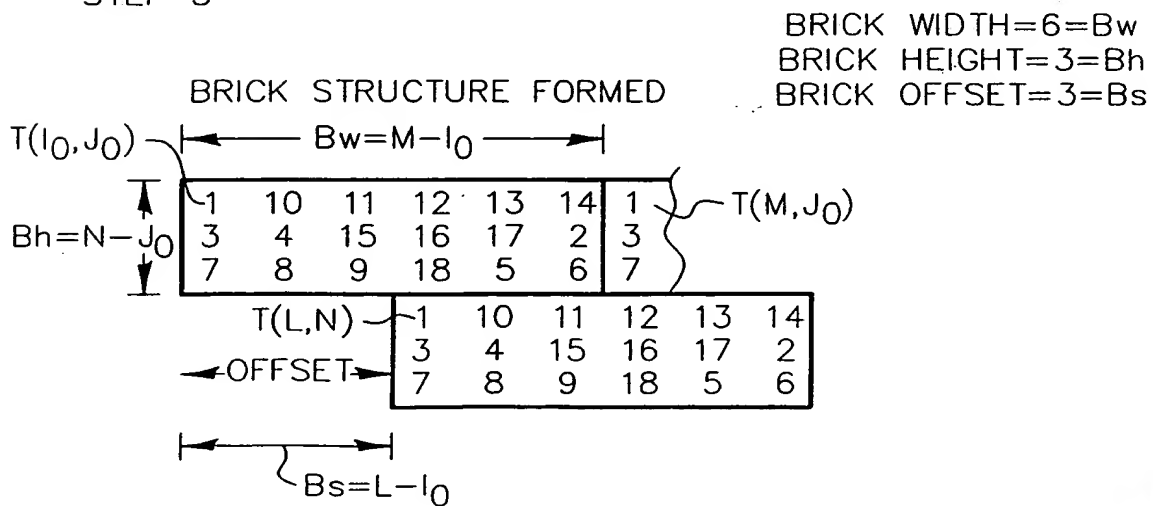 STEP
BRICK WIDTH=6=Bw
BRICK HEIGHT=3=Bh
BRICK OFFSET=3=Bs
BRICK STRUCTURE FORMED
Bw=M-I0
T(I0,J0)
1 10 11 12 13 14 1
T(M,J0)
Bh=N-J0
3 4 15 16 17 2 3
7 8 9 18 5 6 7
T(L,N)
1 10 11 12 13 14
3 4 15 16 17 2
OFFSET
7 8 9 18 5 6
Bs=L-I0